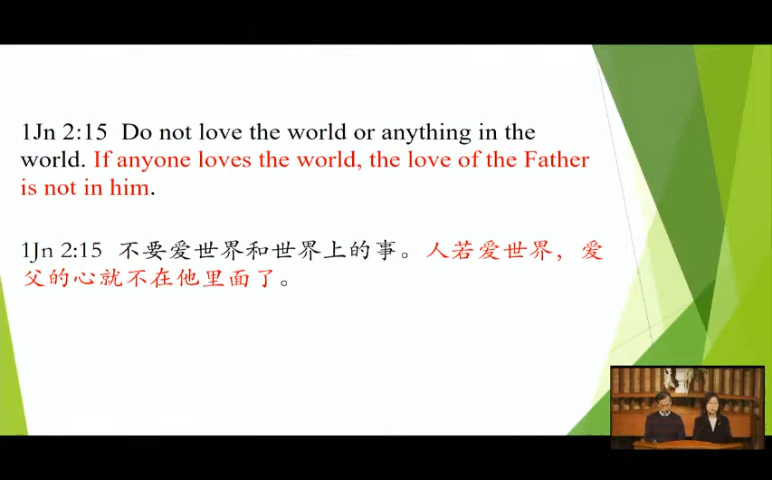 1Jn 2:15  Do not love the world or anything in the
world. If anyone loves the world, the love of the Father
is not in him.
1Jn 2:15  不要爱世界和世界上的事。人若爱世界，爱
父的心就不在他里面了。